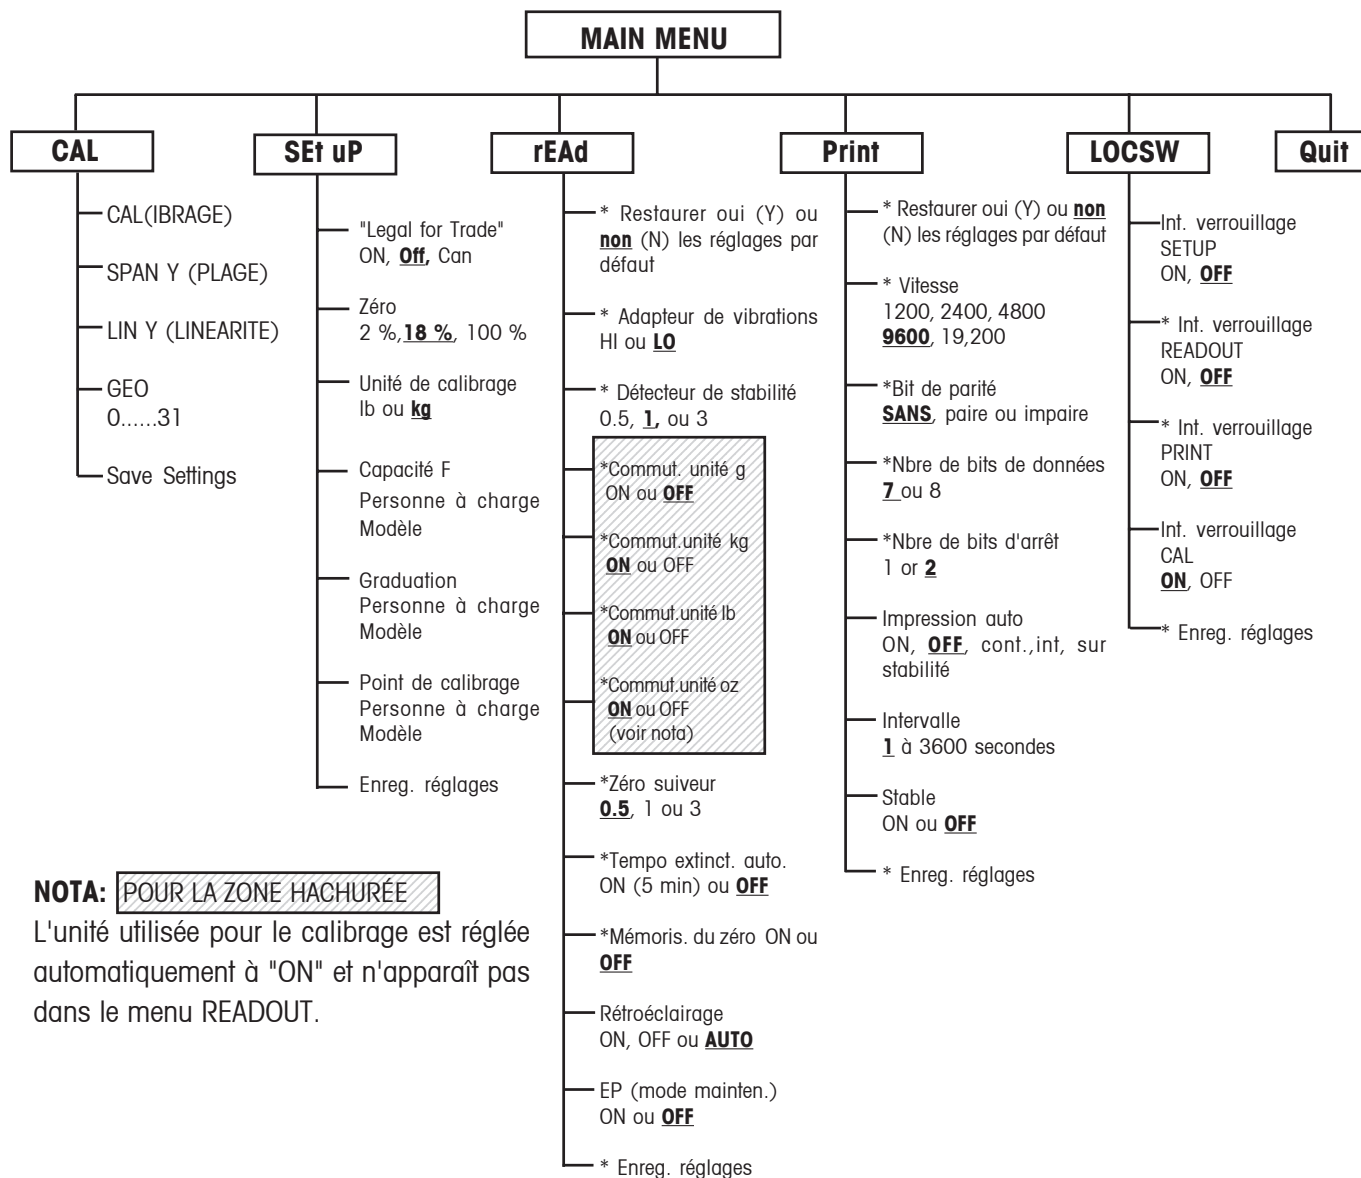 MAIN MENU
CAL
SEt uP
rEAd
Print
LOCSW
Quit
CAL(IBRAGE)
SPAN Y (PLAGE)
LIN Y (LINEARITE)
GEO
0......31
Save Settings
"Legal for Trade"
ON, Off, Can
Zéro
2 %,18 %, 100 %
Unité de calibrage
lb ou kg
Capacité F
Personne à charge
Modèle
Graduation
Personne à charge
Modèle
Point de calibrage
Personne à charge
Modèle
Enreg. réglages
* Restaurer oui (Y) ou
non (N) les réglages par
défaut
* Adapteur de vibrations
HI ou LO
* Détecteur de stabilité
0.5, 1, ou 3
*Commut. unité g
ON ou OFF
*Commut.unité kg
ON ou OFF
*Commut.unité lb
ON ou OFF
*Commut.unité oz
ON ou OFF
(voir nota)
*Zéro suiveur
0.5, 1 ou 3
*Tempo extinct. auto.
ON (5 min) ou OFF
*Mémoris. du zéro ON ou
OFF
Rétroéclairage
ON, OFF ou AUTO
EP (mode mainten.)
ON ou OFF
* Enreg. réglages
* Restaurer oui (Y) ou non
(N) les réglages par défaut
* Vitesse
1200, 2400, 4800
9600, 19,200
*Bit de parité
SANS, paire ou impaire
*Nbre de bits de données
7 ou 8
*Nbre de bits d'arrêt
1 or 2
Impression auto
ON, OFF, cont.,int, sur
stabilité
Intervalle
1 à 3600 secondes
Stable
ON ou OFF
* Enreg. réglages
Int. verrouillage
SETUP
ON, OFF
* Int. verrouillage
READOUT
ON, OFF
* Int. verrouillage
PRINT
ON, OFF
Int. verrouillage
CAL
ON, OFF
* Enreg. réglages
NOTA: POUR LA ZONE HACHURÉE
L'unité utilisée pour le calibrage est réglée
automatiquement à "ON" et n'apparaît pas
dans le menu READOUT.